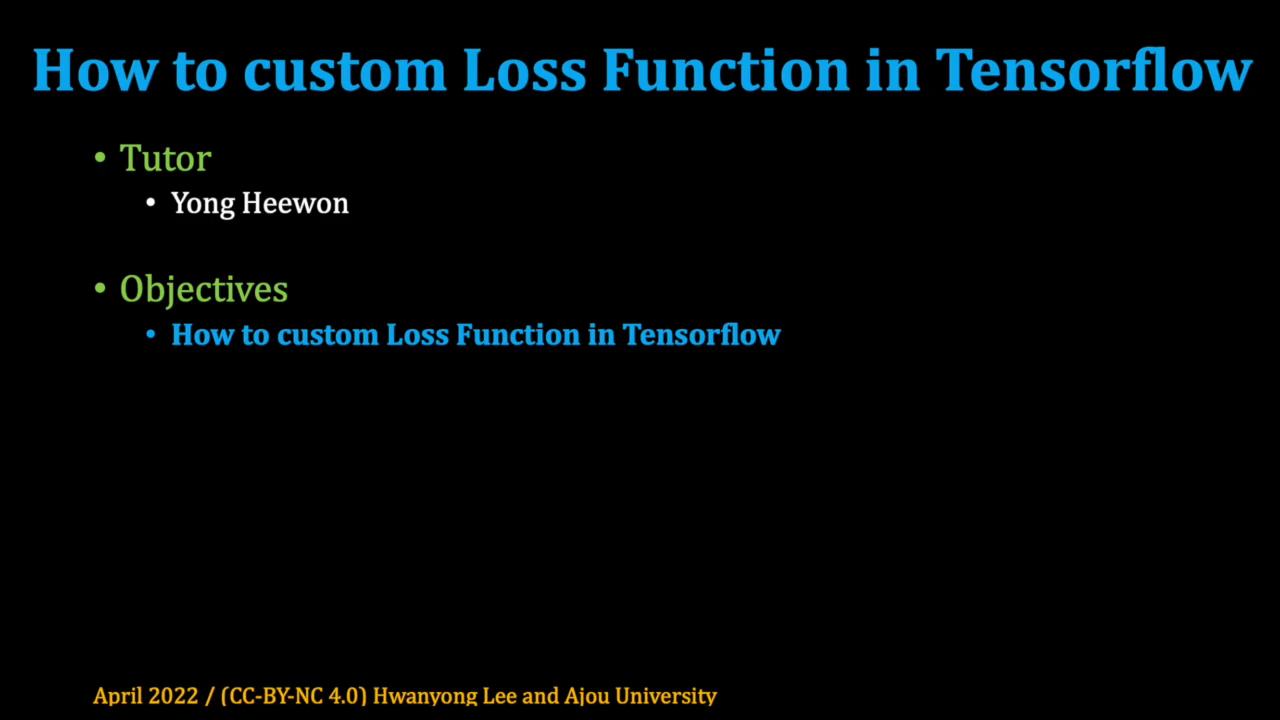 How to custom Loss Function in Tensorflow
• Tutor
• Yong Heewon
• Objectives
• How to custom Loss Function in Tensorflow
April 2022 / (CC-BY-NC 4.0) Hwanyong Lee and Ajou University